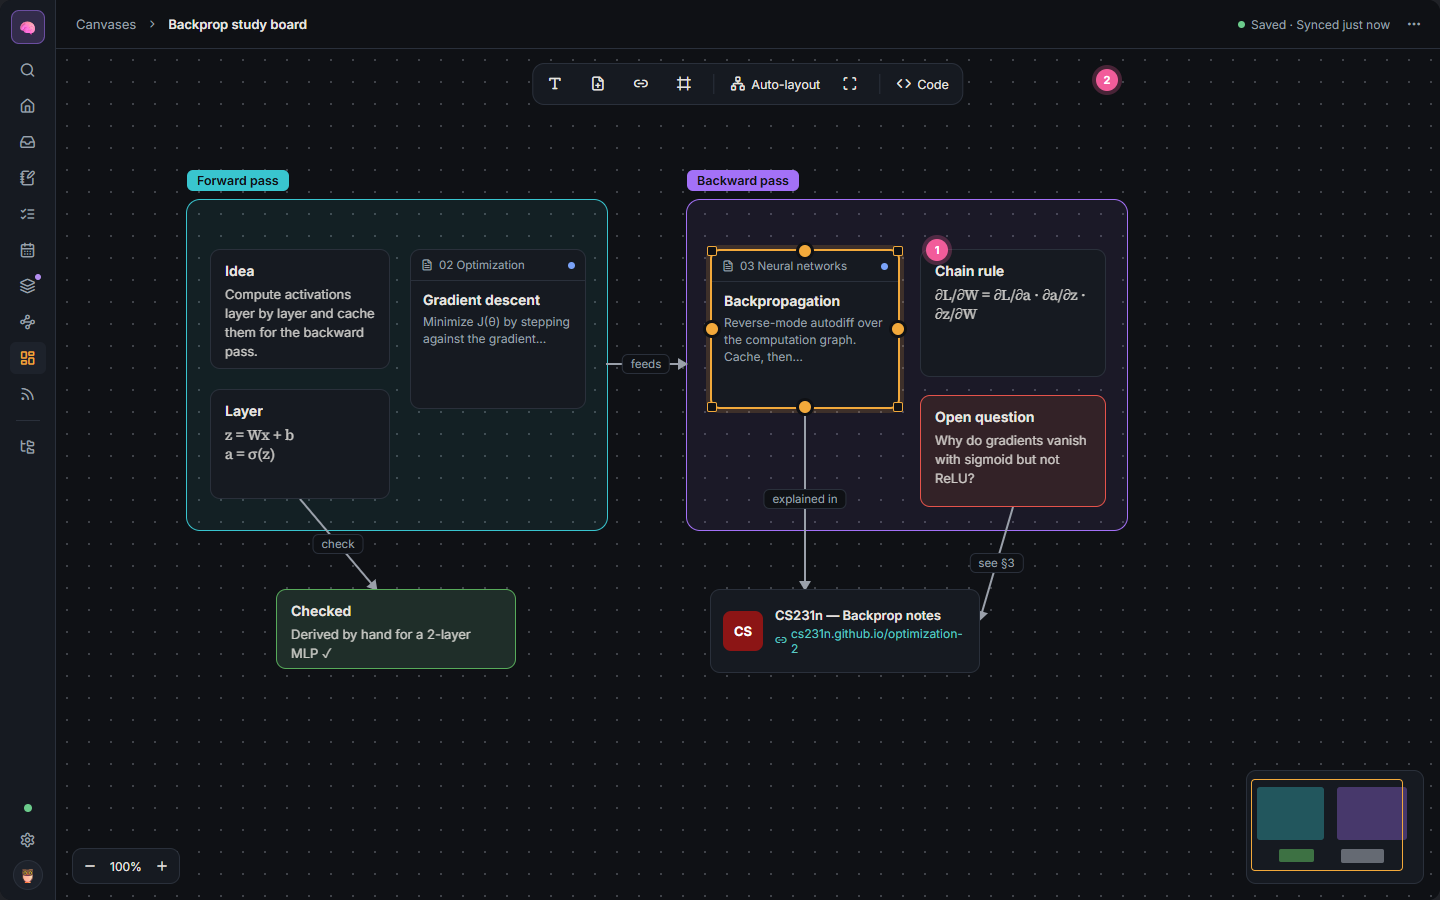 Canvases
Backprop study board
Saved · Synced just now
Auto-layout
Code
2
Forward pass
Backward pass
Idea
Compute activations
layer by layer and cache
them for the backward
pass.
02 Optimization
Gradient descent
Minimize J(θ) by stepping
against the gradient...
Layer
z = Wx + b
a = σ(z)
feeds
03 Neural networks
Backpropagation
Reverse-mode autodiff over
the computation graph.
Cache, then...
1
Chain rule
∂L/∂W = ∂L/∂a · ∂a/∂z ·
∂z/∂W
Open question
Why do gradients vanish
with sigmoid but not
ReLU?
explained in
check
see §3
Checked
Derived by hand for a 2-layer
MLP ✓
CS
CS231n — Backprop notes
cs231n.github.io/optimization-
2
100%